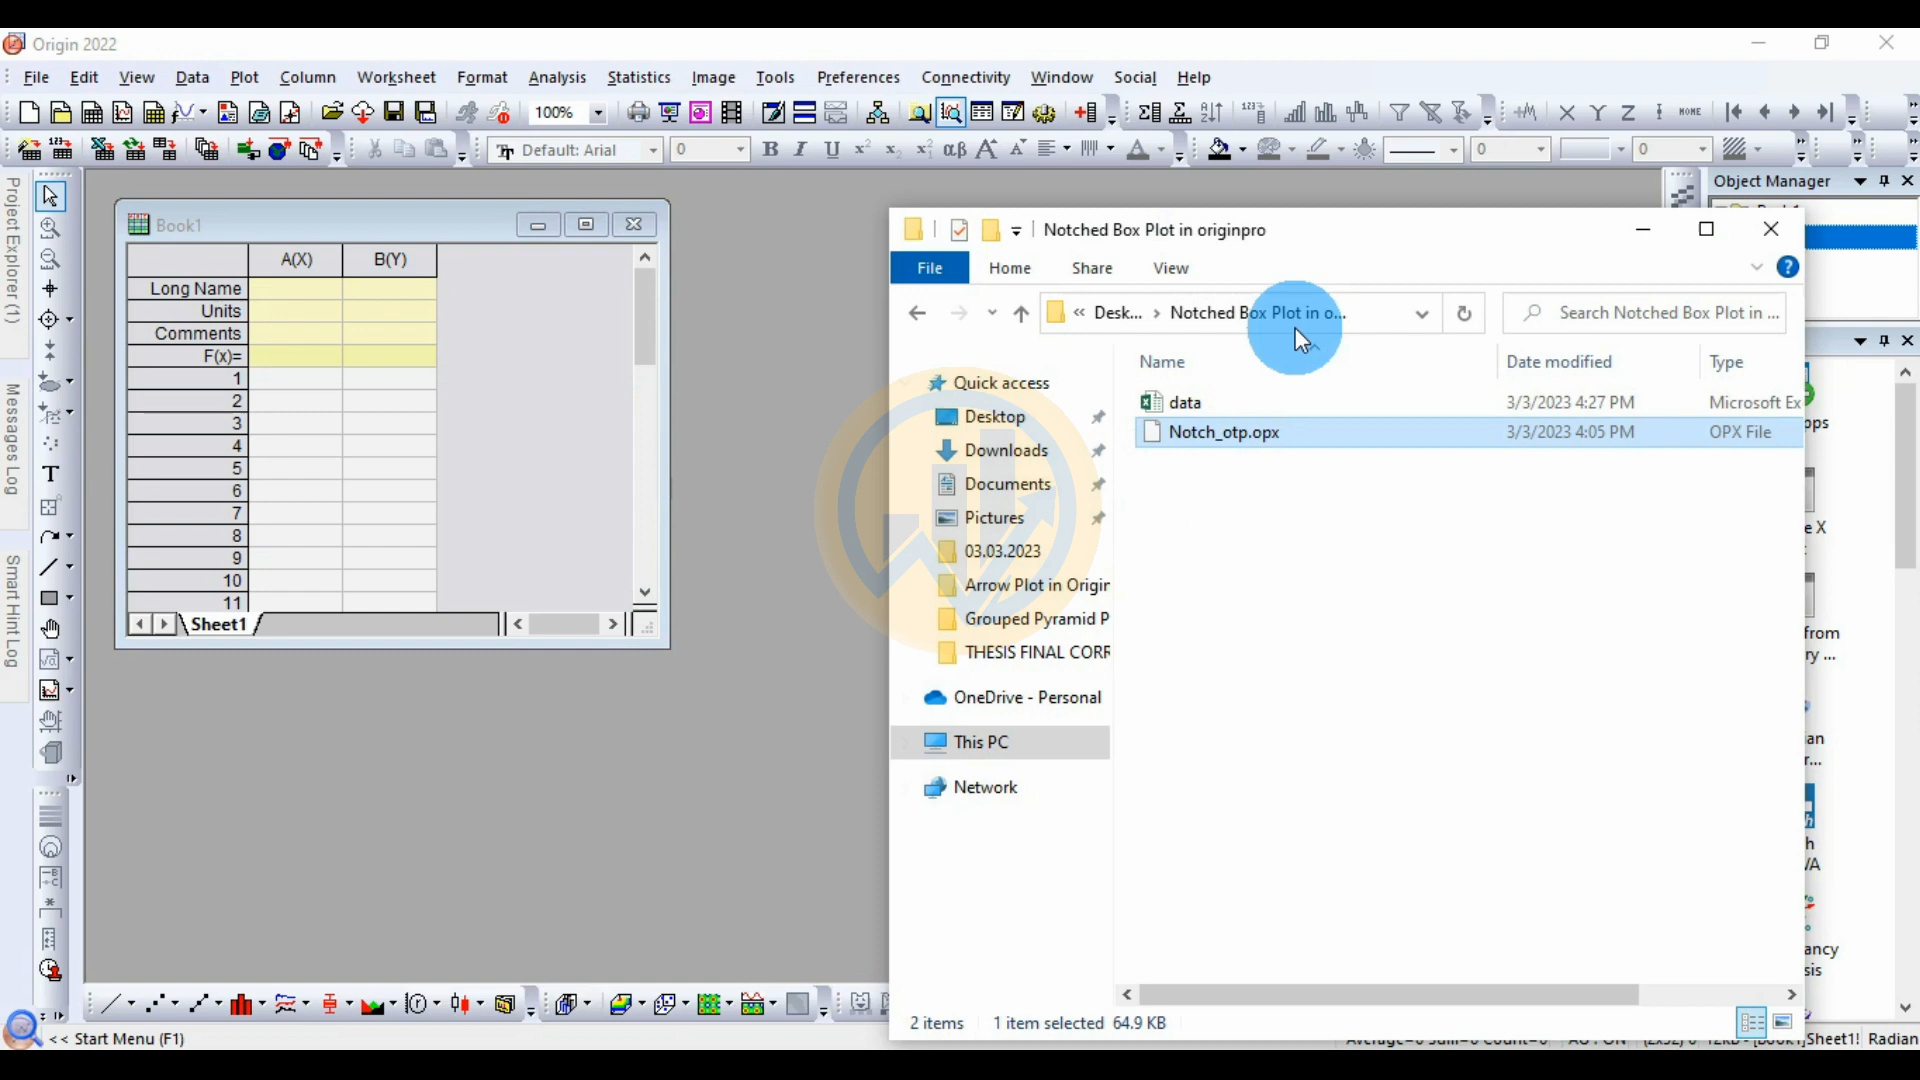 Origin 2022
File Edit View Data Plot Column Worksheet Format Analysis Statistics Image Tools Preferences Connectivity Window Social Help
100%
Default: Arial 0 B I U αβ A 0 0
X Y Z HOME
Project Explorer (1)
Messages Log
Smart Hint Log
Book1
A(X) B(Y)
Long Name
Units
Comments
F(x)=
1
2
3
4
5
6
7
8
9
10
11
Sheet1
Object Manager
Notched Box Plot in originpro
File Home Share View
« Desk... › Notched Box Plot in o...
Search Notched Box Plot in ...
Name Date modified Type
data 3/3/2023 4:27 PM Microsoft Ex
Notch_otp.opx 3/3/2023 4:05 PM OPX File
Quick access
Desktop
Downloads
Documents
Pictures
03.03.2023
Arrow Plot in Origin
Grouped Pyramid P
THESIS FINAL CORR
OneDrive - Personal
This PC
Network
2 items 1 item selected 64.9 KB
<< Start Menu (F1)
Sheet1! Radian